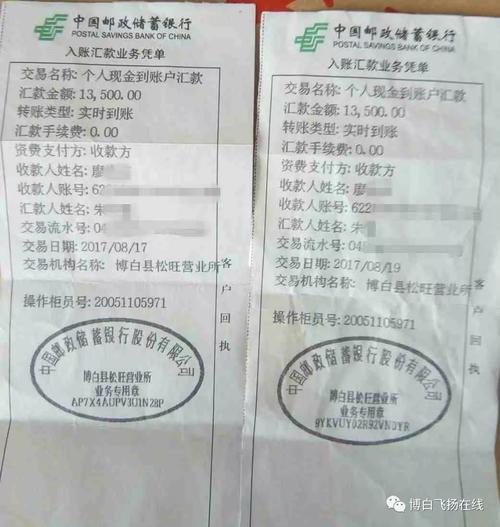 中国邮政储蓄银行
POSTAL SAVINGS BANK OF CHINA
入账汇款业务凭单
交易名称: 个人现金到账户汇款
汇款金额: 13,500.00
转账类型: 实时到账
汇款手续费: 0.00
资费支付方: 收款方
收款人姓名: 廖
收款人账号: 62
汇款人姓名: 朱
交易流水号: 04
交易日期: 2017/08/17
交易机构名称: 博白县松旺营业所
操作柜员号: 20051105971
客户回执
中国邮政储蓄银行股份有限公司
博白县松旺营业所
业务专用章
AP7X4AUPV3U1N28P
中国邮政储蓄银行
POSTAL SAVINGS BANK OF CHINA
入账汇款业务凭单
交易名称: 个人现金到账户汇款
汇款金额: 13,500.00
转账类型: 实时到账
汇款手续费: 0.00
资费支付方: 收款方
收款人姓名: 廖
收款人账号: 622
汇款人姓名: 朱
交易流水号: 04
交易日期: 2017/08/19
交易机构名称: 博白县松旺营业所
操作柜员号: 20051105971
客户回执
中国邮政储蓄银行股份有限公司
博白县松旺营业所
业务专用章
博白飞扬在线